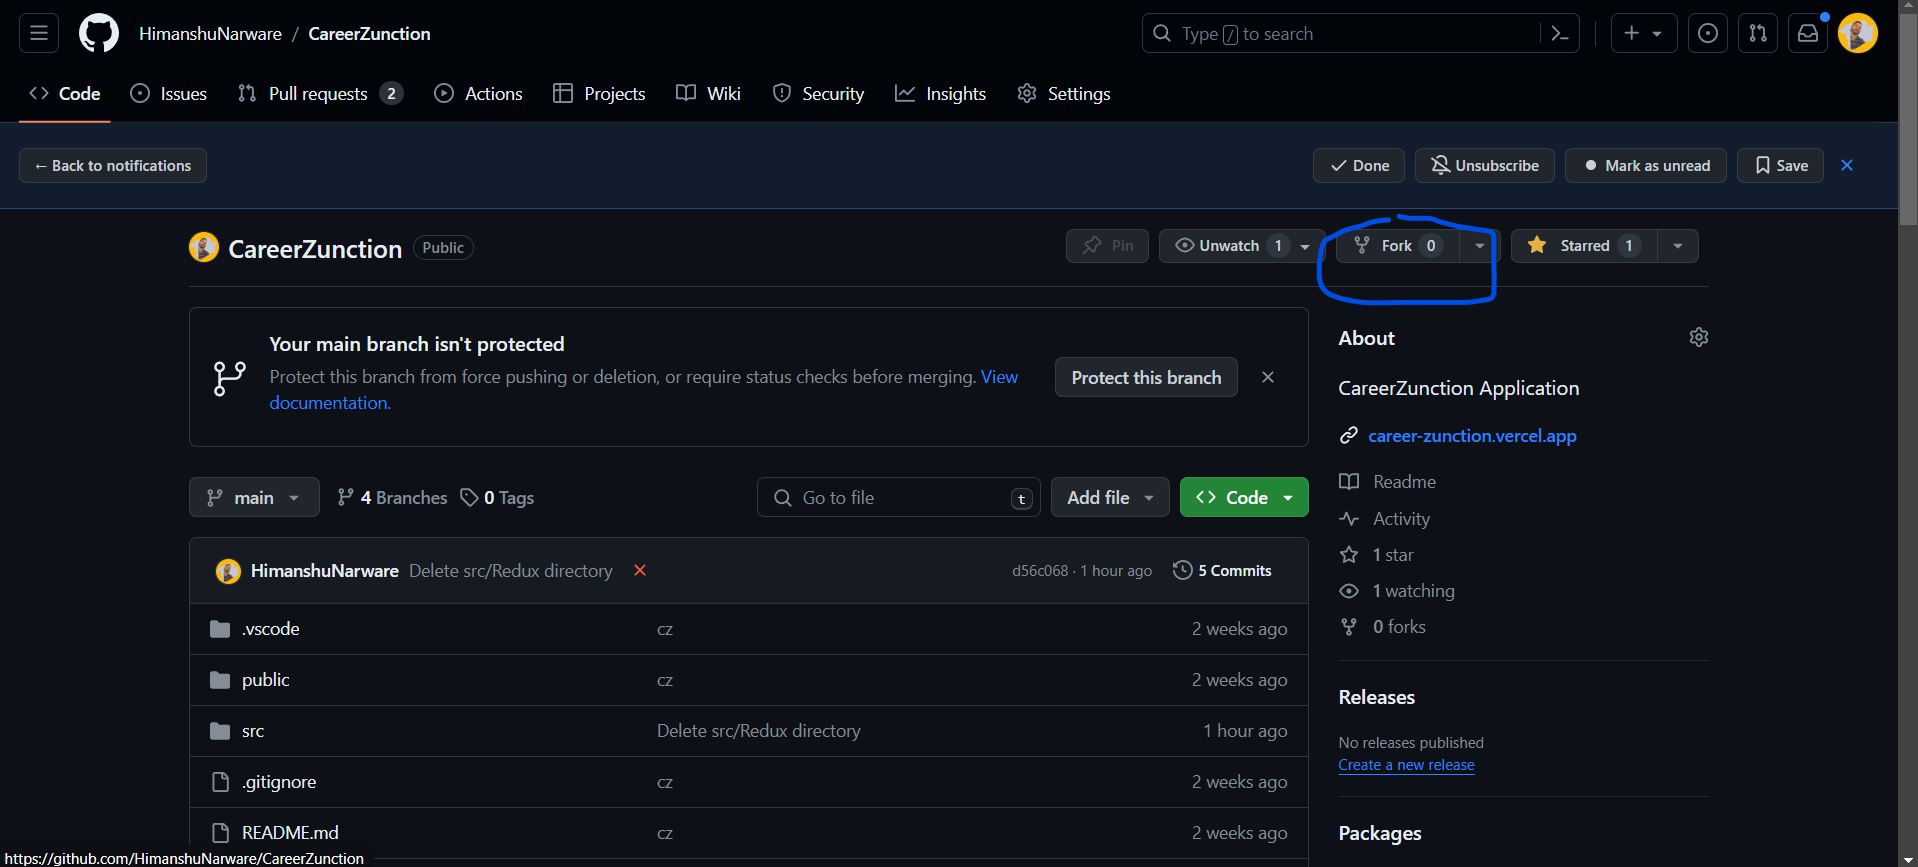 HimanshuNarware / CareerZunction
Type / to search
Code Issues Pull requests 2 Actions Projects Wiki Security Insights Settings
← Back to notifications
Done Unsubscribe Mark as unread Save
CareerZunction Public
Pin Unwatch 1 Fork 0 Starred 1
Your main branch isn't protected
Protect this branch from force pushing or deletion, or require status checks before merging. View
documentation.
Protect this branch
main 4 Branches 0 Tags
Go to file t Add file Code
HimanshuNarware Delete src/Redux directory d56c068 · 1 hour ago 5 Commits
.vscode cz 2 weeks ago
public cz 2 weeks ago
src Delete src/Redux directory 1 hour ago
.gitignore cz 2 weeks ago
README.md cz 2 weeks ago
About
CareerZunction Application
career-zunction.vercel.app
Readme
Activity
1 star
1 watching
0 forks
Releases
No releases published
Create a new release
Packages
https://github.com/HimanshuNarware/CareerZunction